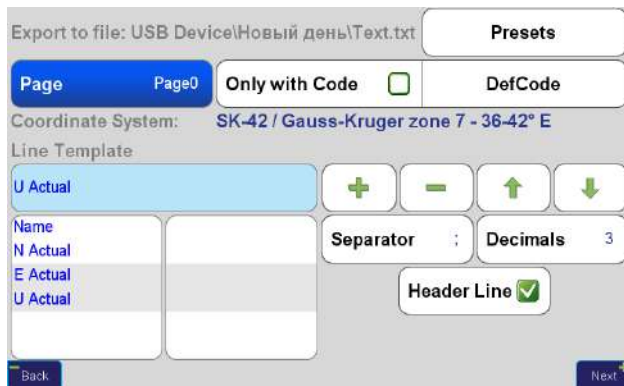 Export to file: USB Device\Новый день\Text.txt Presets
Page Page0 Only with Code DefCode
Coordinate System: SK-42 / Gauss-Kruger zone 7 - 36-42° E
Line Template
U Actual
Name
N Actual
E Actual
U Actual
Separator ; Decimals 3
Header Line
Back Next